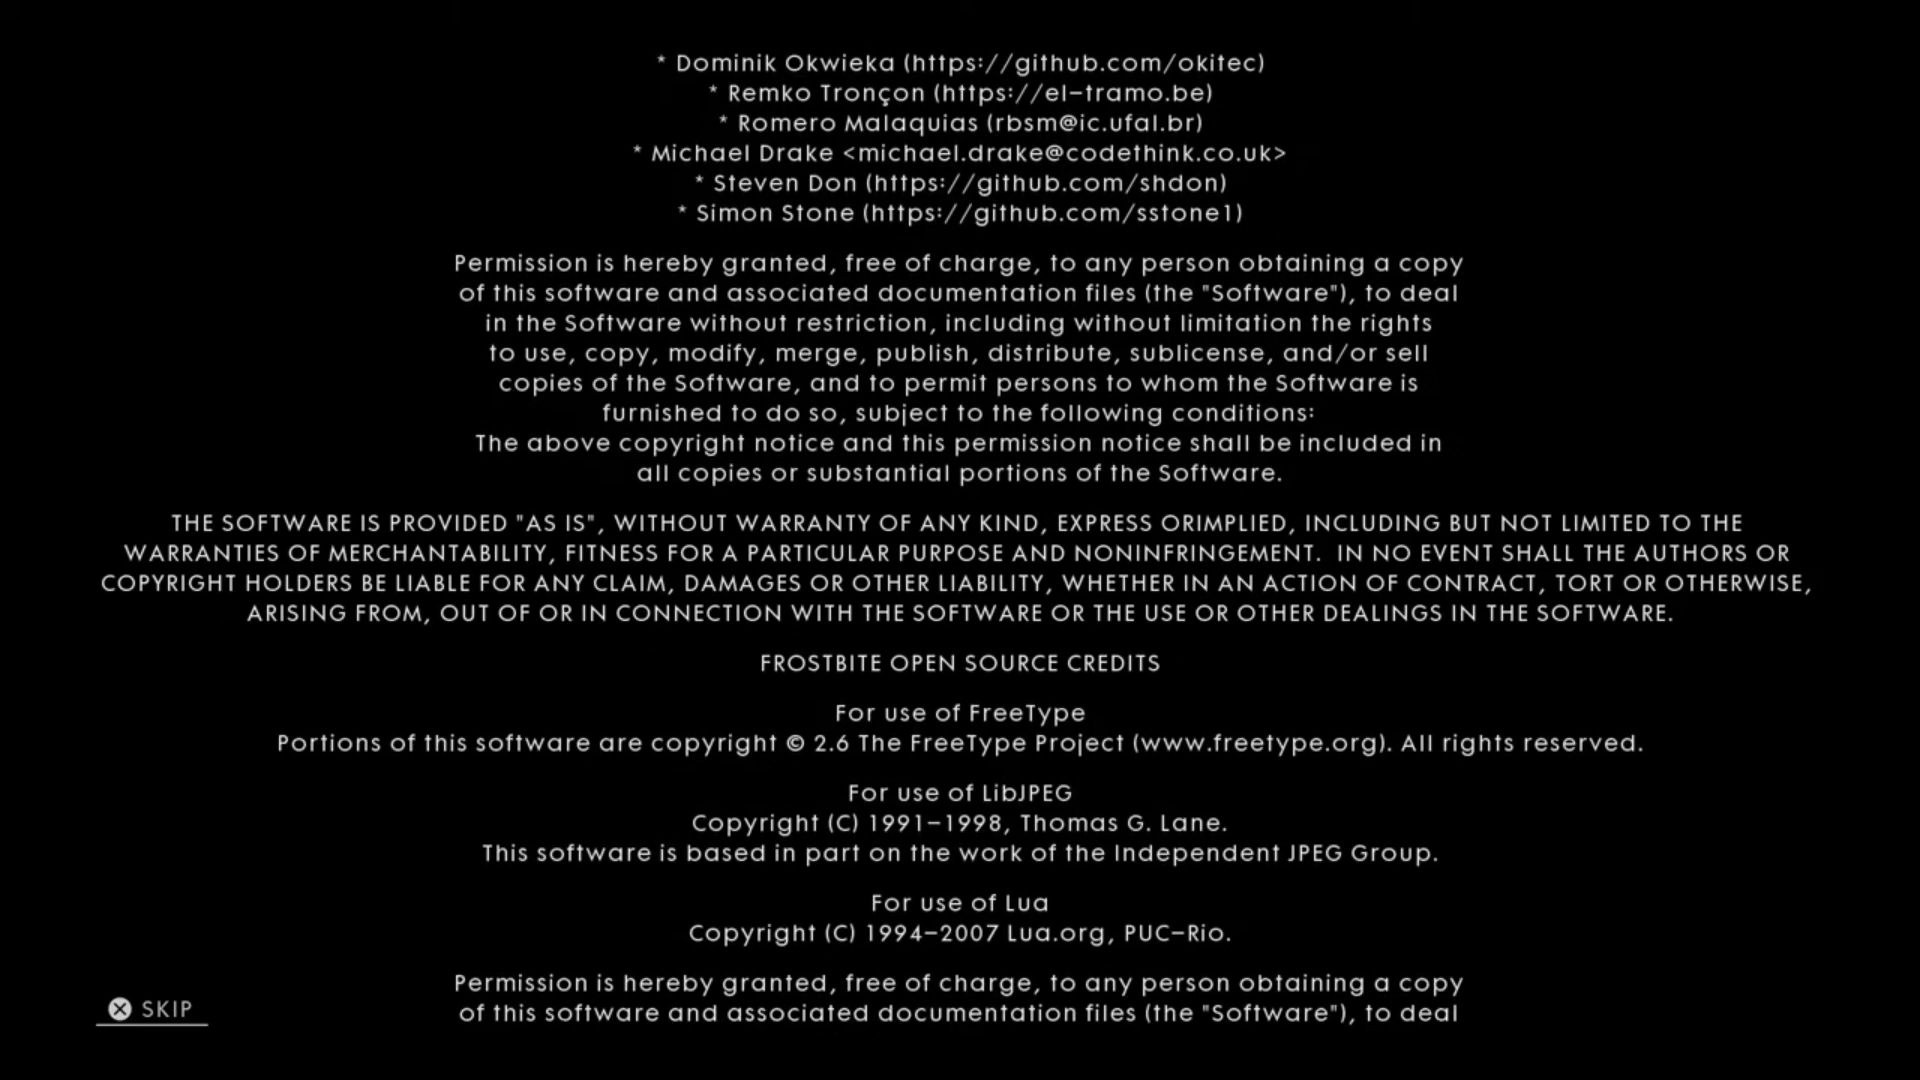 * Dominik Okwieka (https://github.com/okitec)
* Remko Tronçon (https://el-tramo.be)
* Romero Malaquias (rbsm@ic.ufal.br)
* Michael Drake <michael.drake@codethink.co.uk>
* Steven Don (https://github.com/shdon)
* Simon Stone (https://github.com/sstone1)
Permission is hereby granted, free of charge, to any person obtaining a copy
of this software and associated documentation files (the "Software"), to deal
in the Software without restriction, including without limitation the rights
to use, copy, modify, merge, publish, distribute, sublicense, and/or sell
copies of the Software, and to permit persons to whom the Software is
furnished to do so, subject to the following conditions:
The above copyright notice and this permission notice shall be included in
all copies or substantial portions of the Software.
THE SOFTWARE IS PROVIDED "AS IS", WITHOUT WARRANTY OF ANY KIND, EXPRESS ORIMPLIED, INCLUDING BUT NOT LIMITED TO THE
WARRANTIES OF MERCHANTABILITY, FITNESS FOR A PARTICULAR PURPOSE AND NONINFRINGEMENT. IN NO EVENT SHALL THE AUTHORS OR
COPYRIGHT HOLDERS BE LIABLE FOR ANY CLAIM, DAMAGES OR OTHER LIABILITY, WHETHER IN AN ACTION OF CONTRACT, TORT OR OTHERWISE,
ARISING FROM, OUT OF OR IN CONNECTION WITH THE SOFTWARE OR THE USE OR OTHER DEALINGS IN THE SOFTWARE.
FROSTBITE OPEN SOURCE CREDITS
For use of FreeType
Portions of this software are copyright © 2.6 The FreeType Project (www.freetype.org). All rights reserved.
For use of LibJPEG
Copyright (C) 1991-1998, Thomas G. Lane.
This software is based in part on the work of the Independent JPEG Group.
For use of Lua
Copyright (C) 1994-2007 Lua.org, PUC-Rio.
Permission is hereby granted, free of charge, to any person obtaining a copy
of this software and associated documentation files (the "Software"), to deal
SKIP